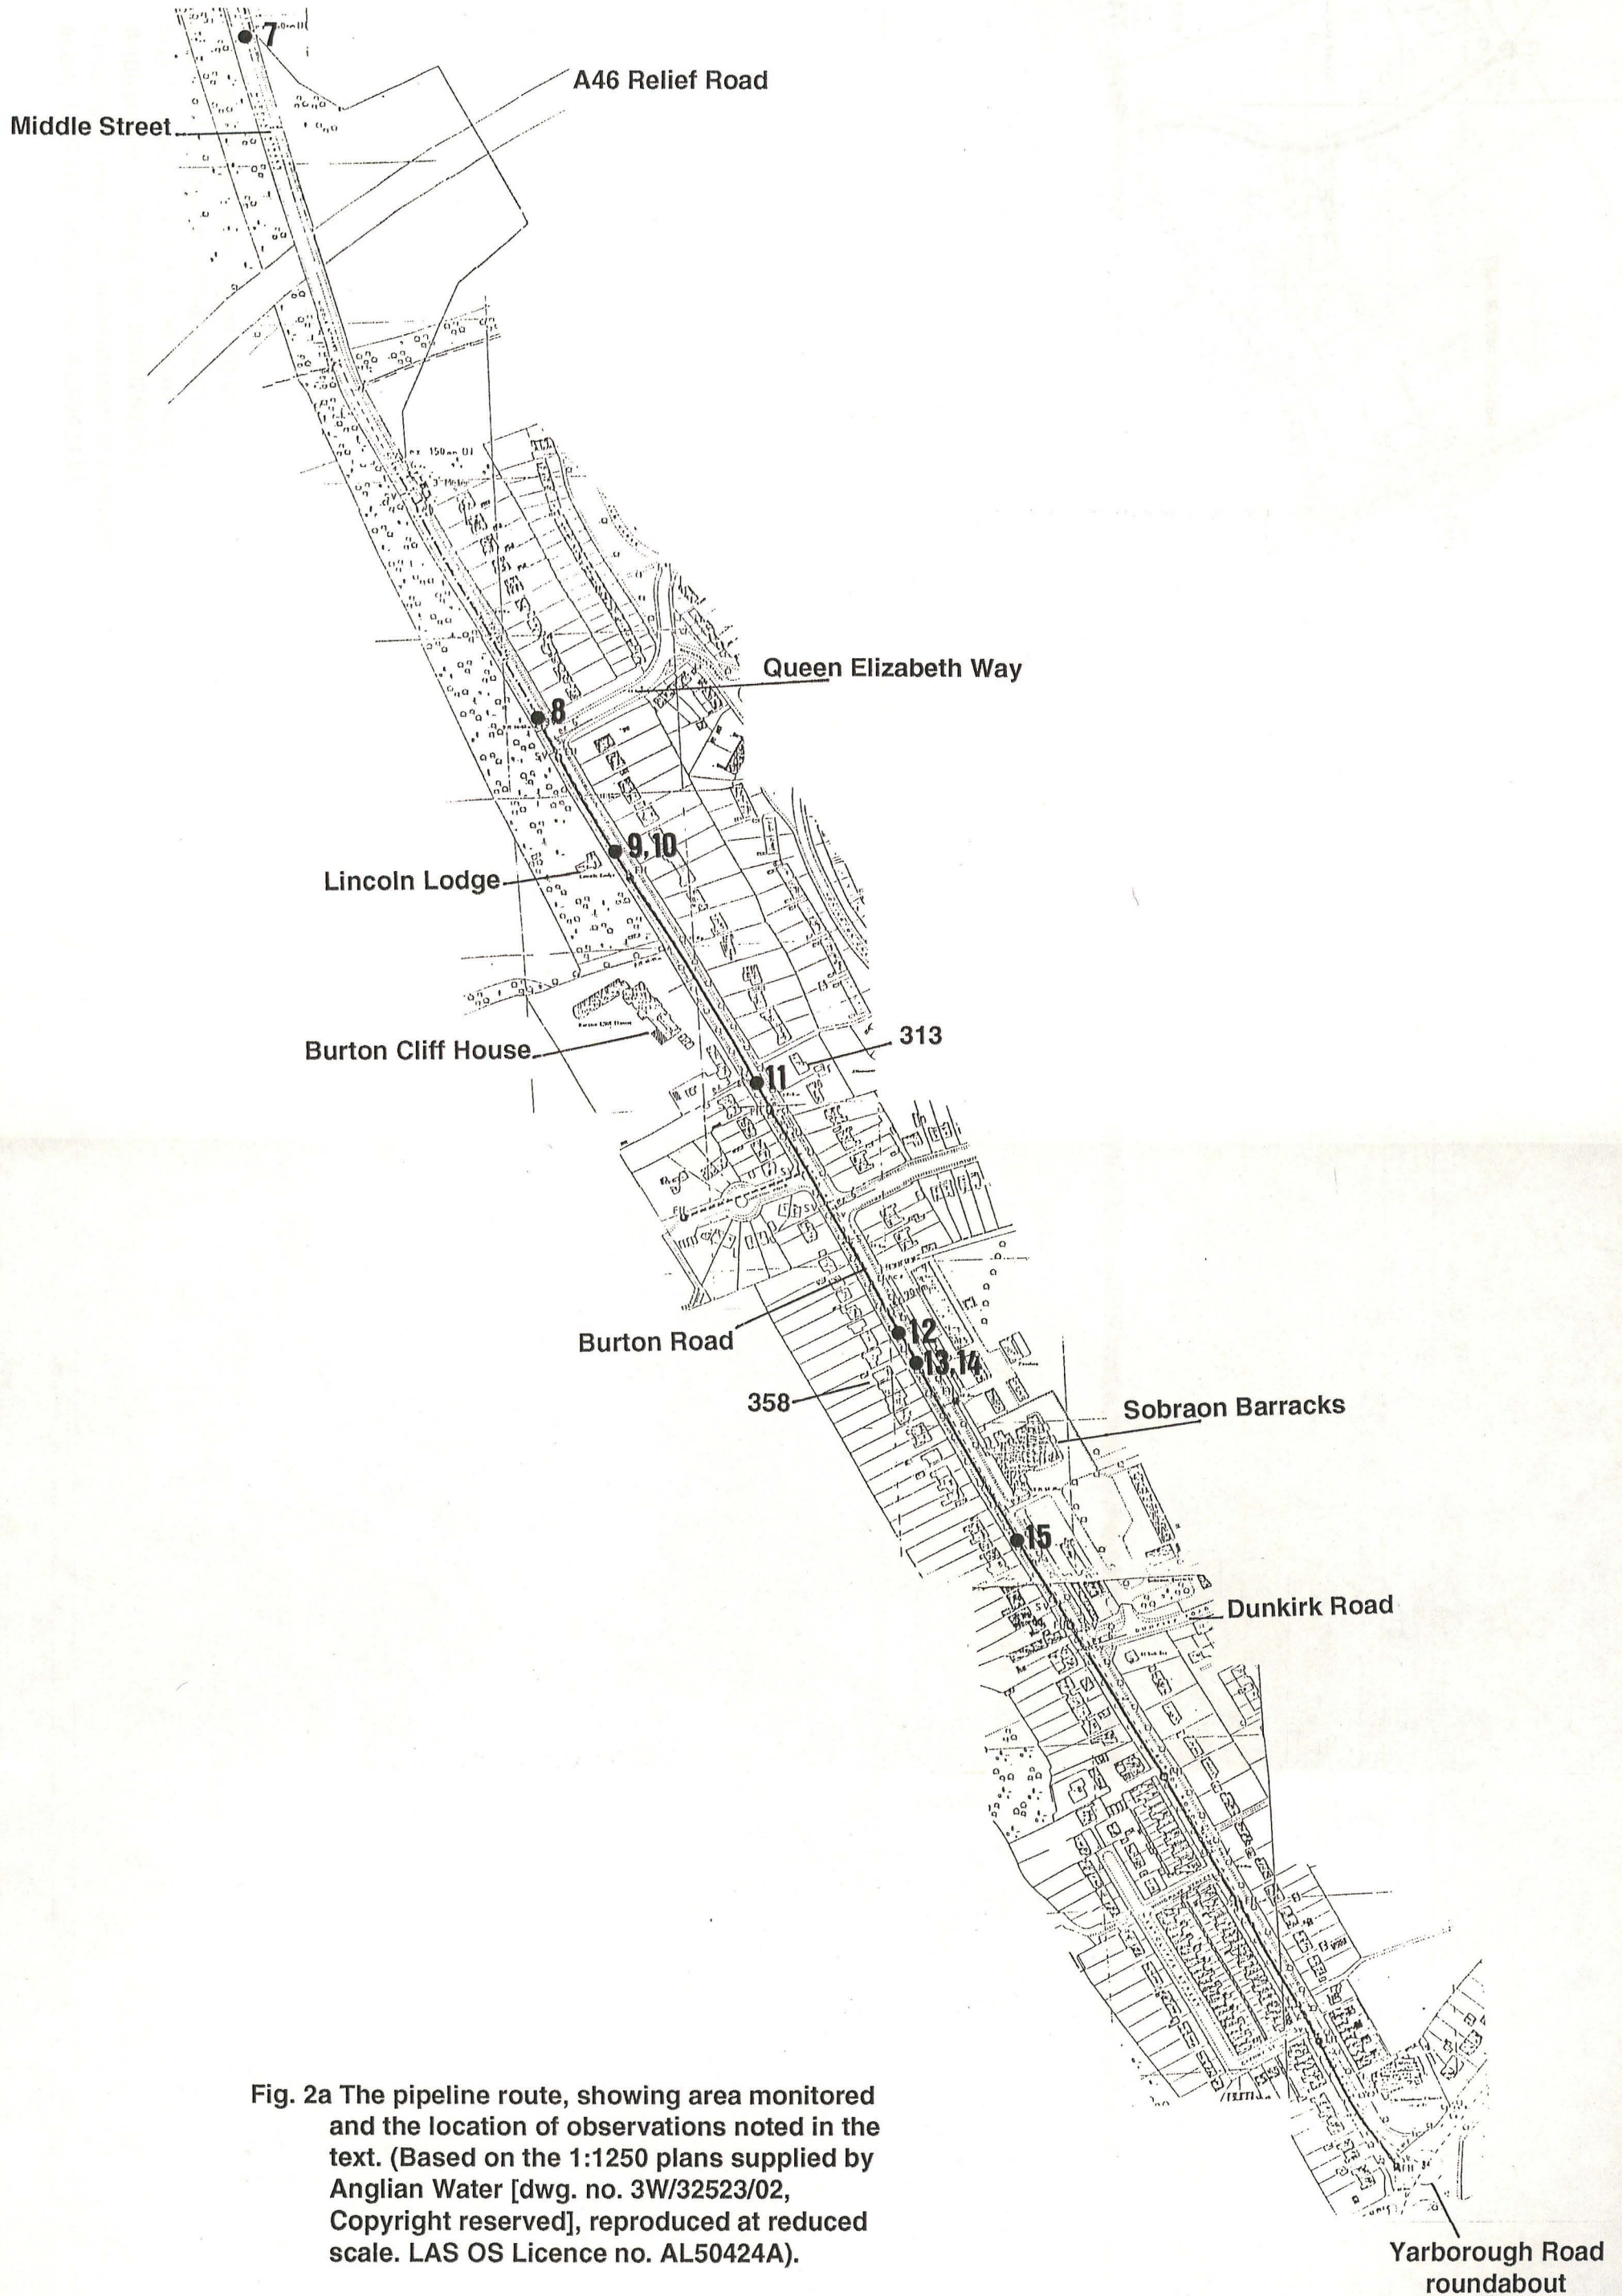 7
A46 Relief Road
Middle Street
Queen Elizabeth Way
8
9,10
Lincoln Lodge
313
Burton Cliff House
11
12
Burton Road
13,14
358
Sobraon Barracks
15
Dunkirk Road
Fig. 2a The pipeline route, showing area monitored
and the location of observations noted in the
text. (Based on the 1:1250 plans supplied by
Anglian Water [dwg. no. 3W/32523/02,
Copyright reserved], reproduced at reduced
scale. LAS OS Licence no. AL50424A).
Yarborough Road
roundabout